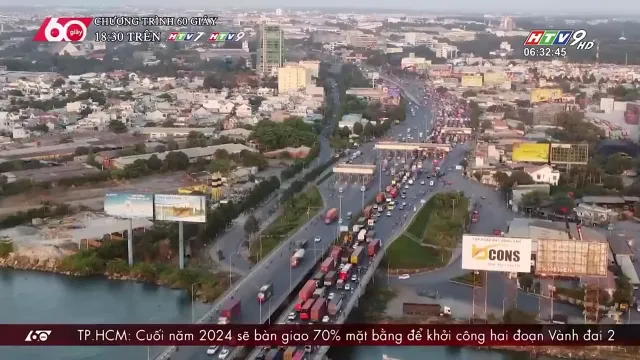 60 giây
CHƯƠNG TRÌNH 60 GIÂY
18:30 TRÊN HTV7 HTV9
HTV9 HD
06:32:45
CONS
60
TP.HCM: Cuối năm 2024 sẽ bàn giao 70% mặt bằng để khởi công hai đoạn Vành đai 2